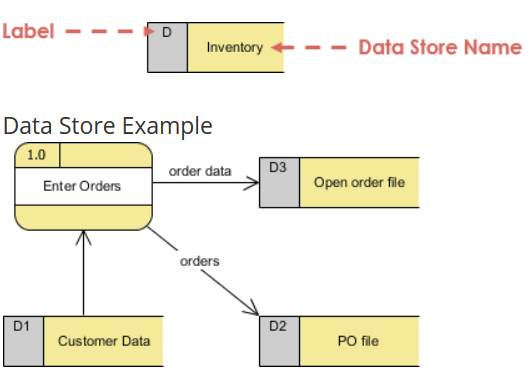 Label
D
Inventory
Data Store Name
Data Store Example
1.0
Enter Orders
order data
D3
Open order file
orders
D1
Customer Data
D2
PO file